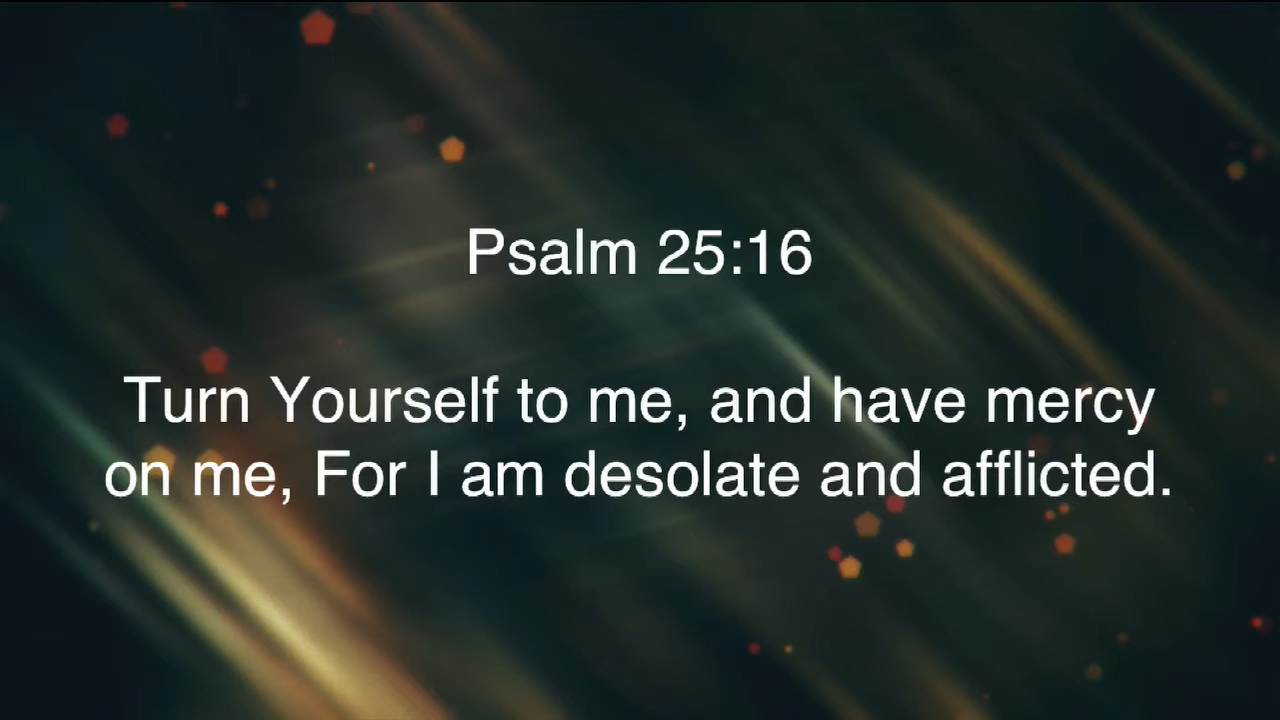 Psalm 25:16
Turn Yourself to me, and have mercy
on me, For I am desolate and afflicted.